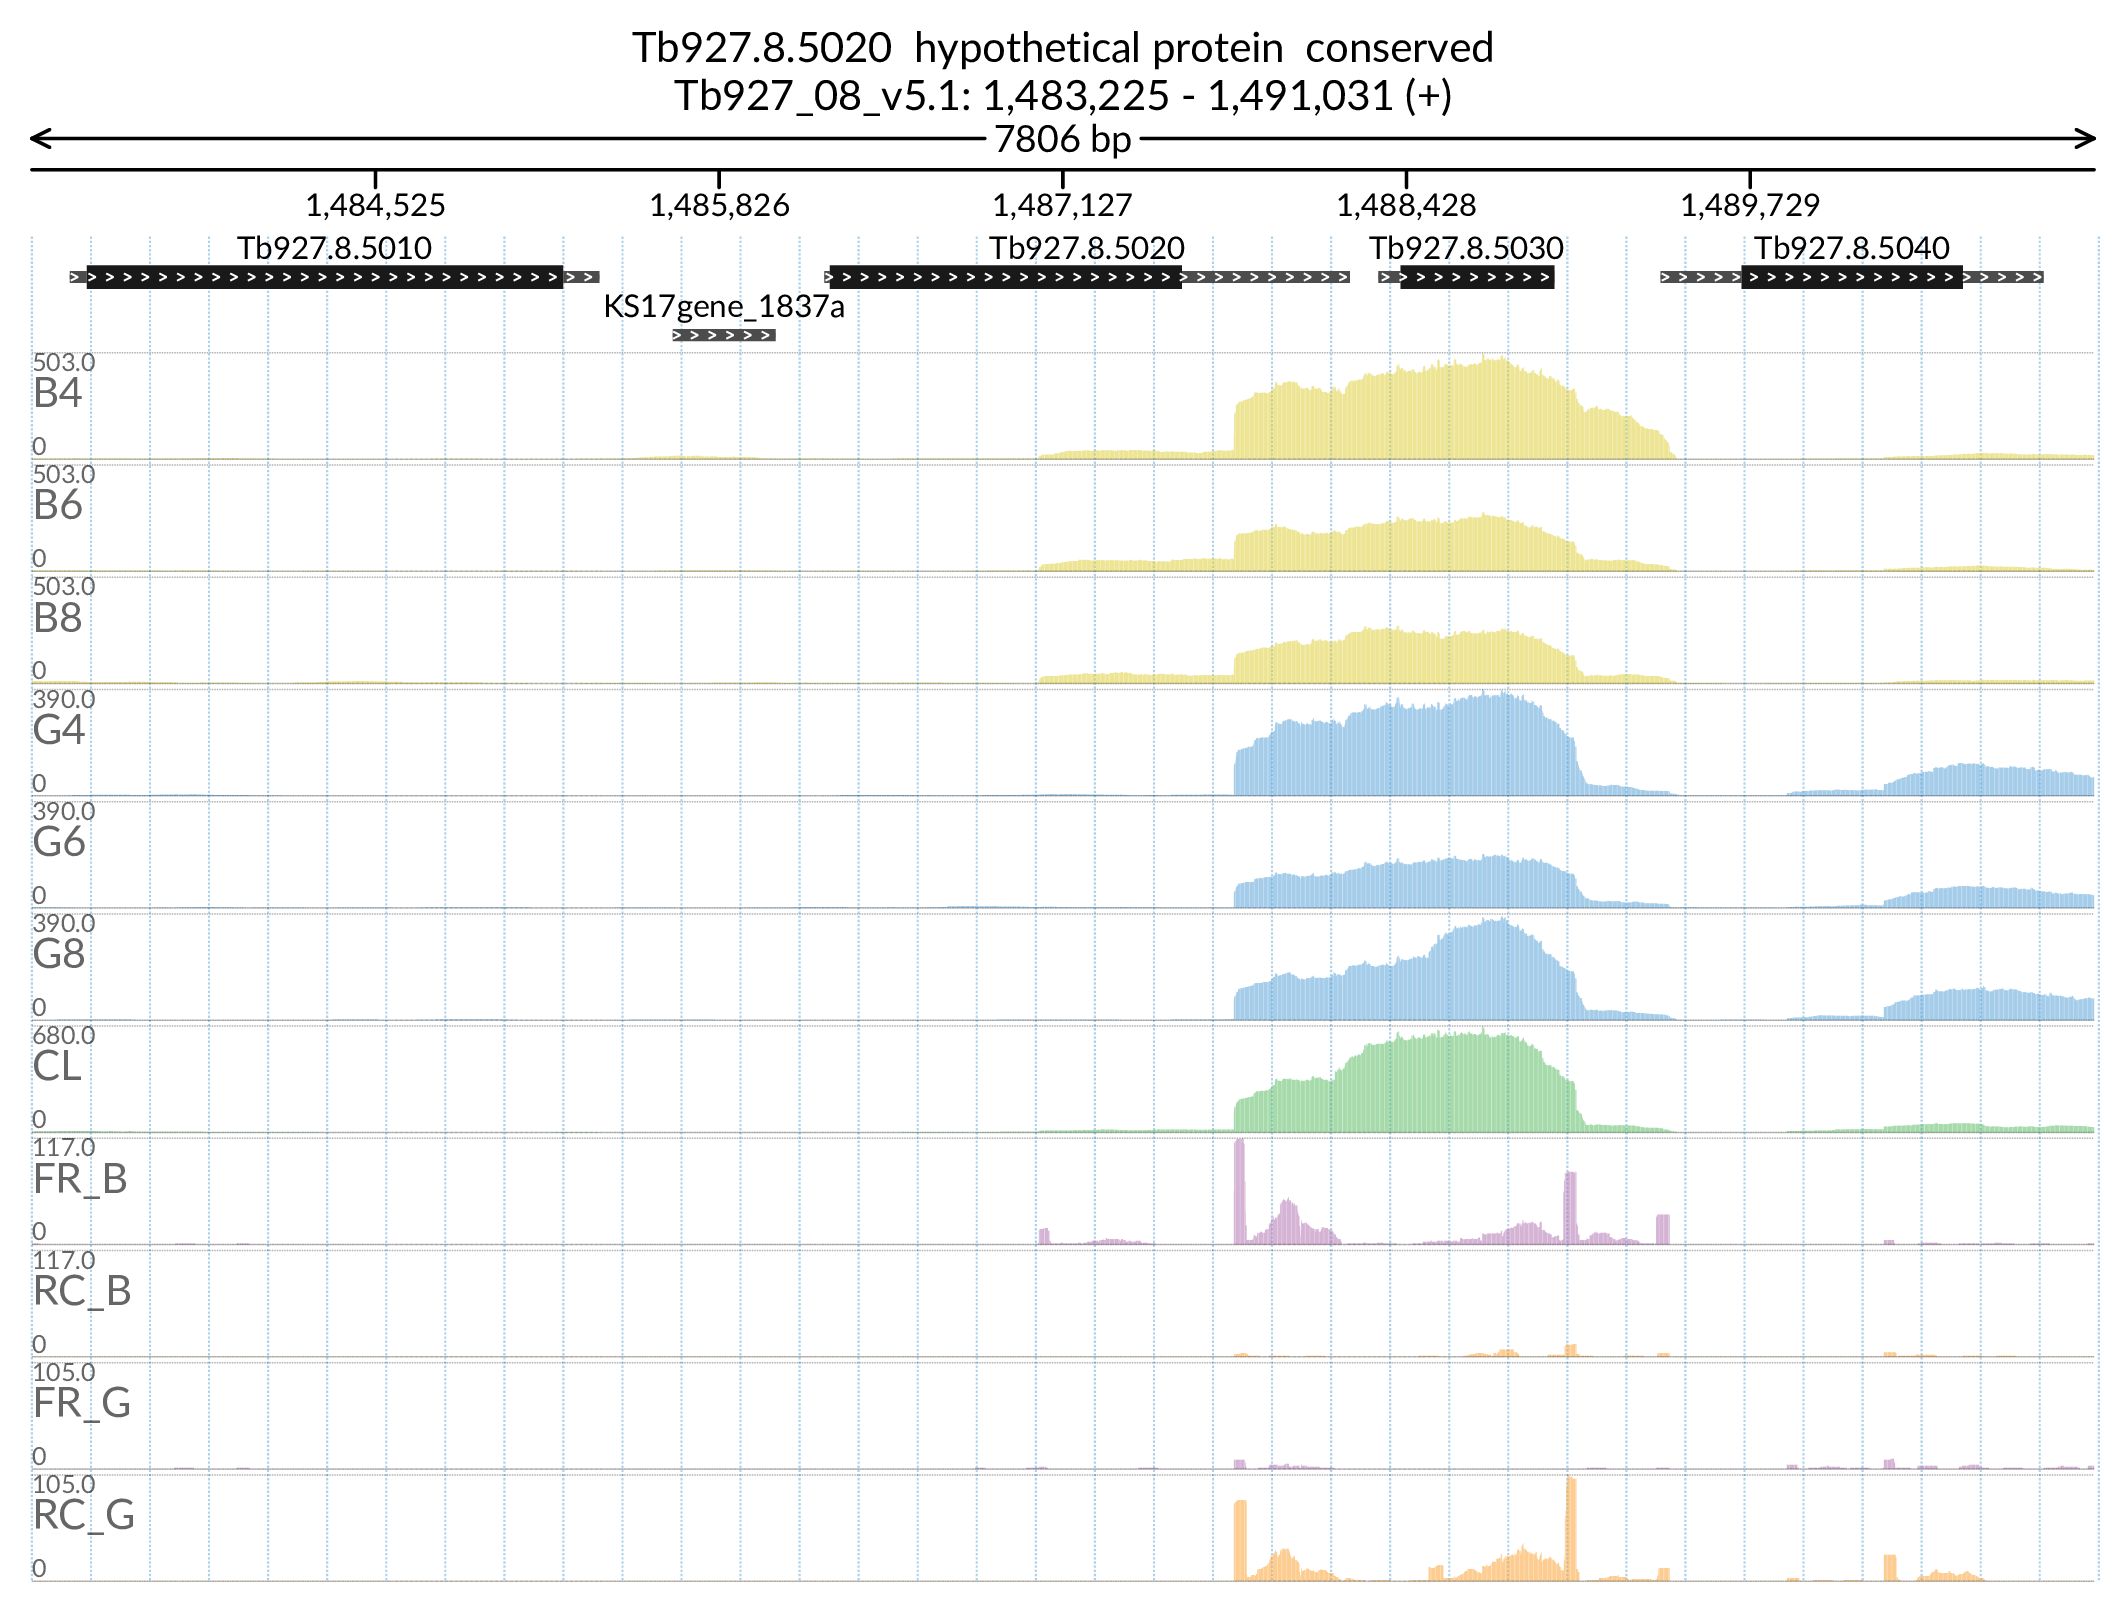 Tb927.8.5020  hypothetical protein  conserved
Tb927_08_v5.1: 1,483,225 - 1,491,031 (+)
7806 bp
1,484,525 1,485,826 1,487,127 1,488,428 1,489,729
Tb927.8.5010 Tb927.8.5020 Tb927.8.5030 Tb927.8.5040
KS17gene_1837a
503.0
B4
0
503.0
B6
0
503.0
B8
0
390.0
G4
0
390.0
G6
0
390.0
G8
0
680.0
CL
0
117.0
FR_B
0
117.0
RC_B
0
105.0
FR_G
0
105.0
RC_G
0